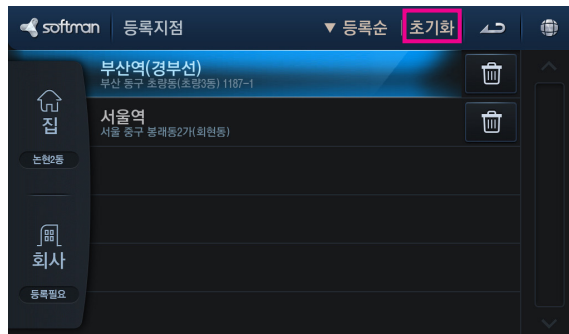 softman 등록지점 ▼ 등록순 초기화
부산역(경부선)
부산 동구 초량동(초량3동) 1187-1
서울역
서울 중구 봉래동2가(회현동)
집
논현2동
회사
등록필요